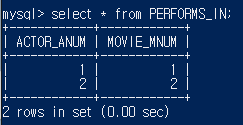 mysql> select * from PERFORMS_IN;
+------------+------------+
| ACTOR_ANUM | MOVIE_MNUM |
+------------+------------+
|          1 |          1 |
|          2 |          2 |
+------------+------------+
2 rows in set (0.00 sec)